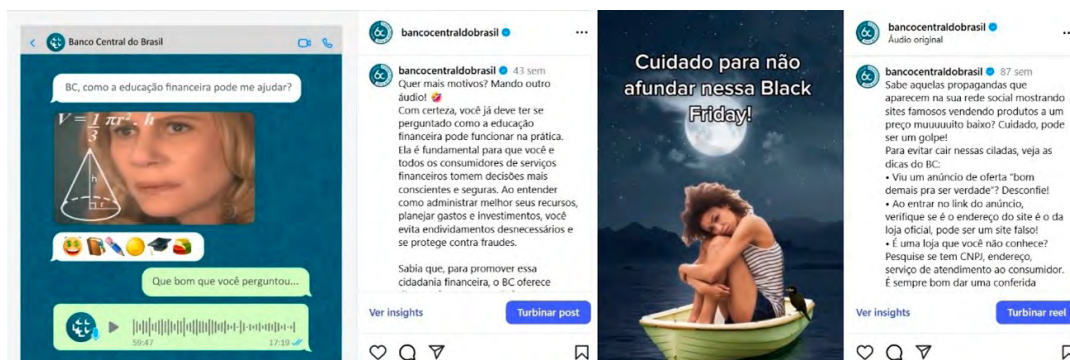 Banco Central do Brasil
BC, como a educação financeira pode me ajudar?
V = 1/3 πr². h
h
r
Que bom que você perguntou...
59:47
17:19
bancocentraldobrasil
bancocentraldobrasil 43 sem
Quer mais motivos? Mando outro
áudio! 💞
Com certeza, você já deve ter se
perguntado como a educação
financeira pode funcionar na prática.
Ela é fundamental para que você e
todos os consumidores de serviços
financeiros tomem decisões mais
conscientes e seguras. Ao entender
como administrar melhor seus recursos,
planejar gastos e investimentos, você
evita endividamentos desnecessários e
se protege contra fraudes.
Sabia que, para promover essa
cidadania financeira, o BC oferece
Ver insights
Turbinar post
Cuidado para não
afundar nessa Black
Friday!
bancocentraldobrasil
Áudio original
bancocentraldobrasil 87 sem
Sabe aquelas propagandas que
aparecem na sua rede social mostrando
sites famosos vendendo produtos a um
preço muuuuuito baixo? Cuidado, pode
ser um golpe!
Para evitar cair nessas ciladas, veja as
dicas do BC:
• Viu um anúncio de oferta "bom
demais pra ser verdade"? Desconfie!
• Ao entrar no link do anúncio,
verifique se é o endereço do site é o da
loja oficial, pode ser um site falso!
• É uma loja que você não conhece?
Pesquise se tem CNPJ, endereço,
serviço de atendimento ao consumidor.
É sempre bom dar uma conferida
Ver insights
Turbinar reel